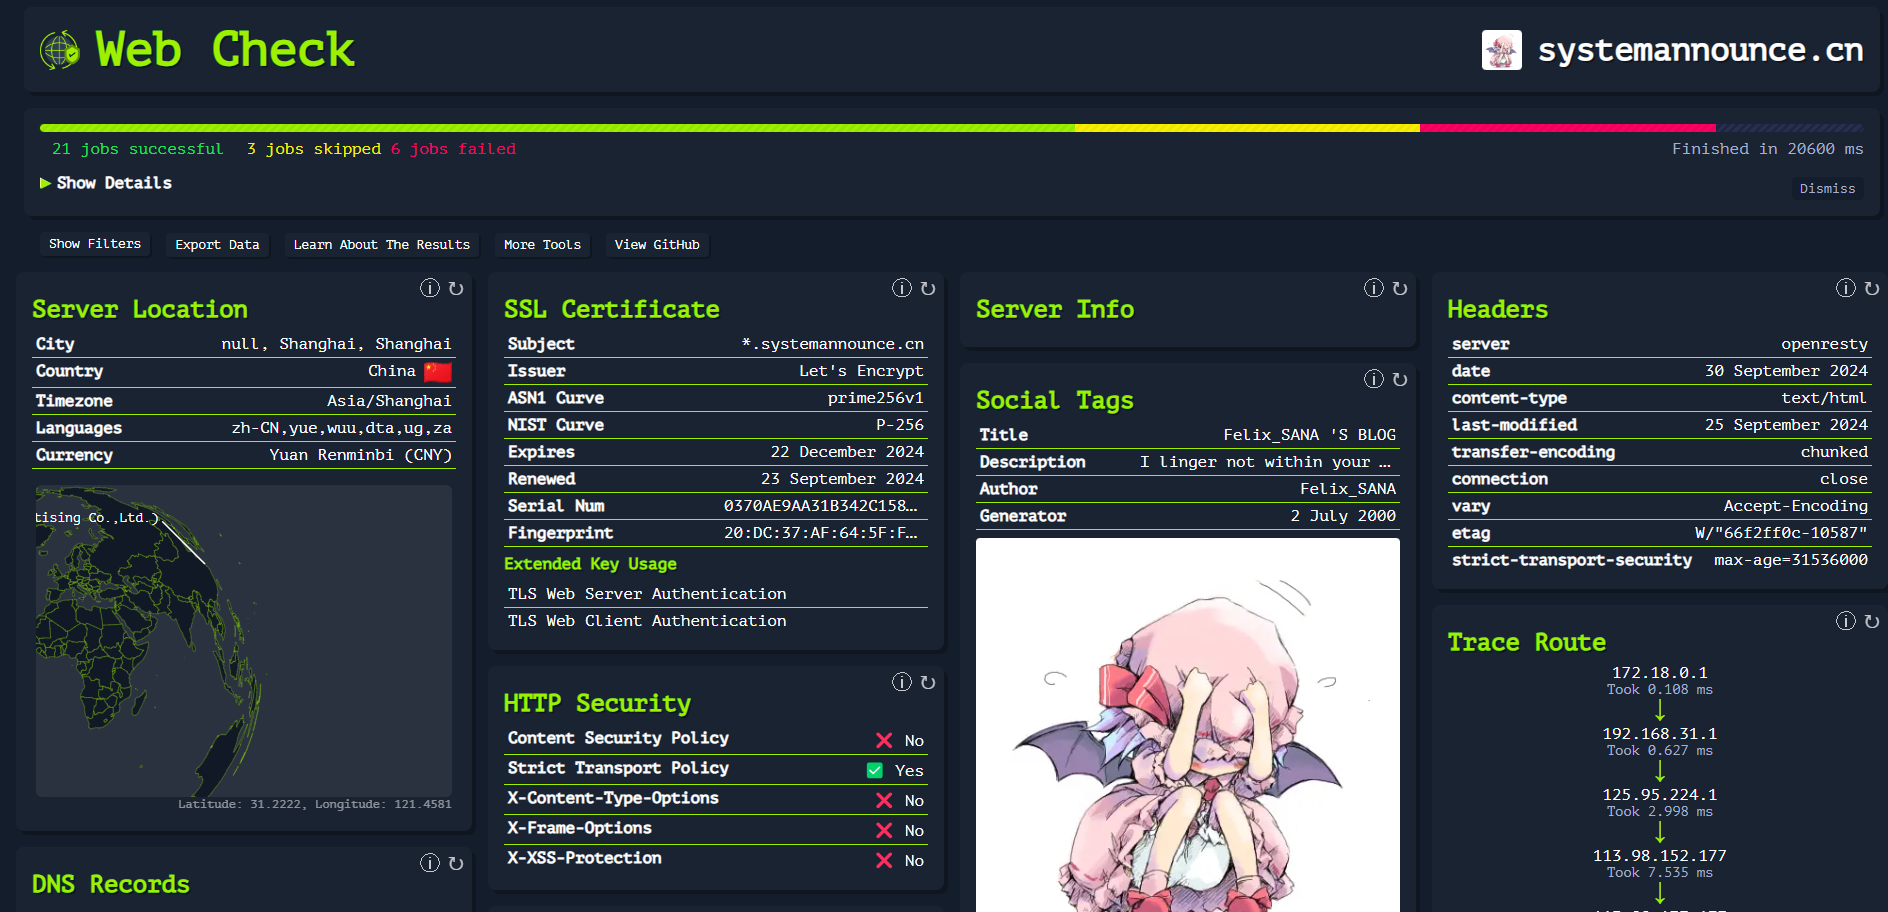 Web Check
systemannounce.cn
21 jobs successful 3 jobs skipped 6 jobs failed
Finished in 20600 ms
Show Details
Dismiss
Show Filters
Export Data
Learn About The Results
More Tools
View GitHub
Server Location
City null, Shanghai, Shanghai
Country China
Timezone Asia/Shanghai
Languages zh-CN,yue,wuu,dta,ug,za
Currency Yuan Renminbi (CNY)
tising Co.,Ltd.)
Latitude: 31.2222, Longitude: 121.4581
DNS Records
SSL Certificate
Subject *.systemannounce.cn
Issuer Let's Encrypt
ASN1 Curve prime256v1
NIST Curve P-256
Expires 22 December 2024
Renewed 23 September 2024
Serial Num 0370AE9AA31B342C158…
Fingerprint 20:DC:37:AF:64:5F:F…
Extended Key Usage
TLS Web Server Authentication
TLS Web Client Authentication
HTTP Security
Content Security Policy ❌ No
Strict Transport Policy ✅ Yes
X-Content-Type-Options ❌ No
X-Frame-Options ❌ No
X-XSS-Protection ❌ No
Server Info
Social Tags
Title Felix_SANA 'S BLOG
Description I linger not within your …
Author Felix_SANA
Generator 2 July 2000
Headers
server openresty
date 30 September 2024
content-type text/html
last-modified 25 September 2024
transfer-encoding chunked
connection close
vary Accept-Encoding
etag W/"66f2ff0c-10587"
strict-transport-security max-age=31536000
Trace Route
172.18.0.1
Took 0.108 ms
↓
192.168.31.1
Took 0.627 ms
↓
125.95.224.1
Took 2.998 ms
↓
113.98.152.177
Took 7.535 ms
↓